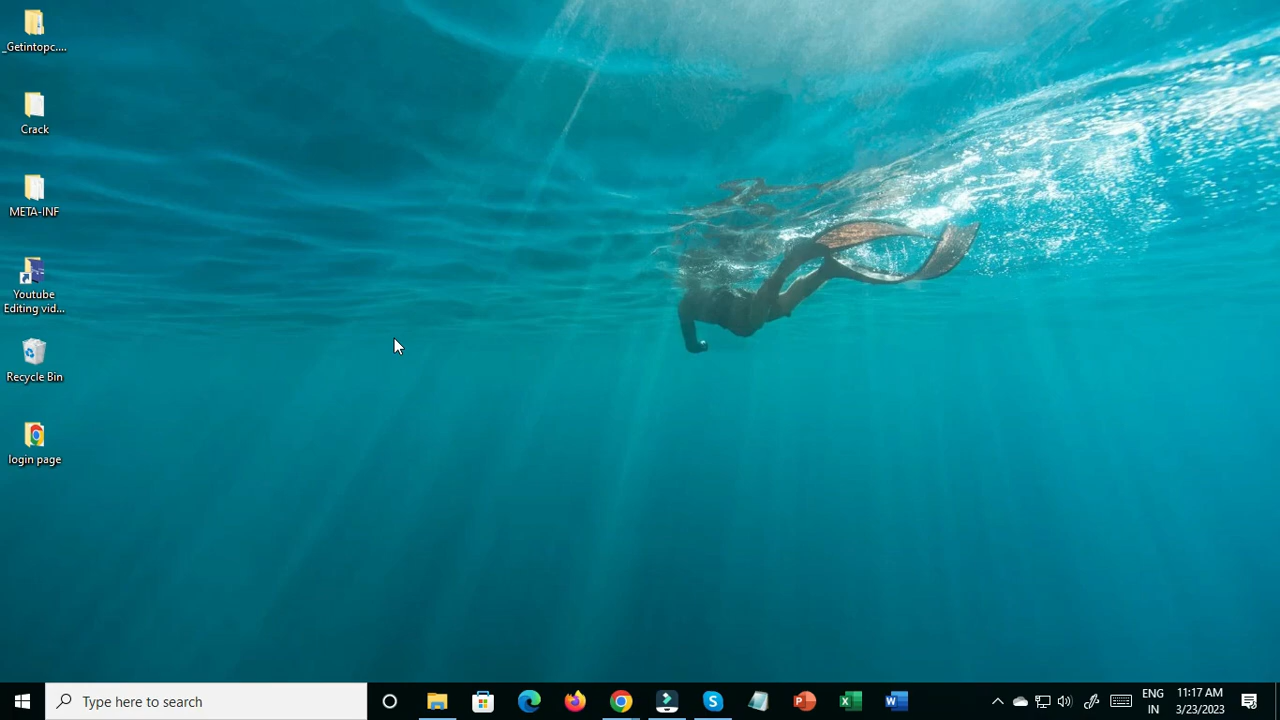 _Getintopc....
Crack
META-INF
Youtube
Editing vid...
Recycle Bin
login page
Type here to search
ENG
IN
11:17 AM
3/23/2023